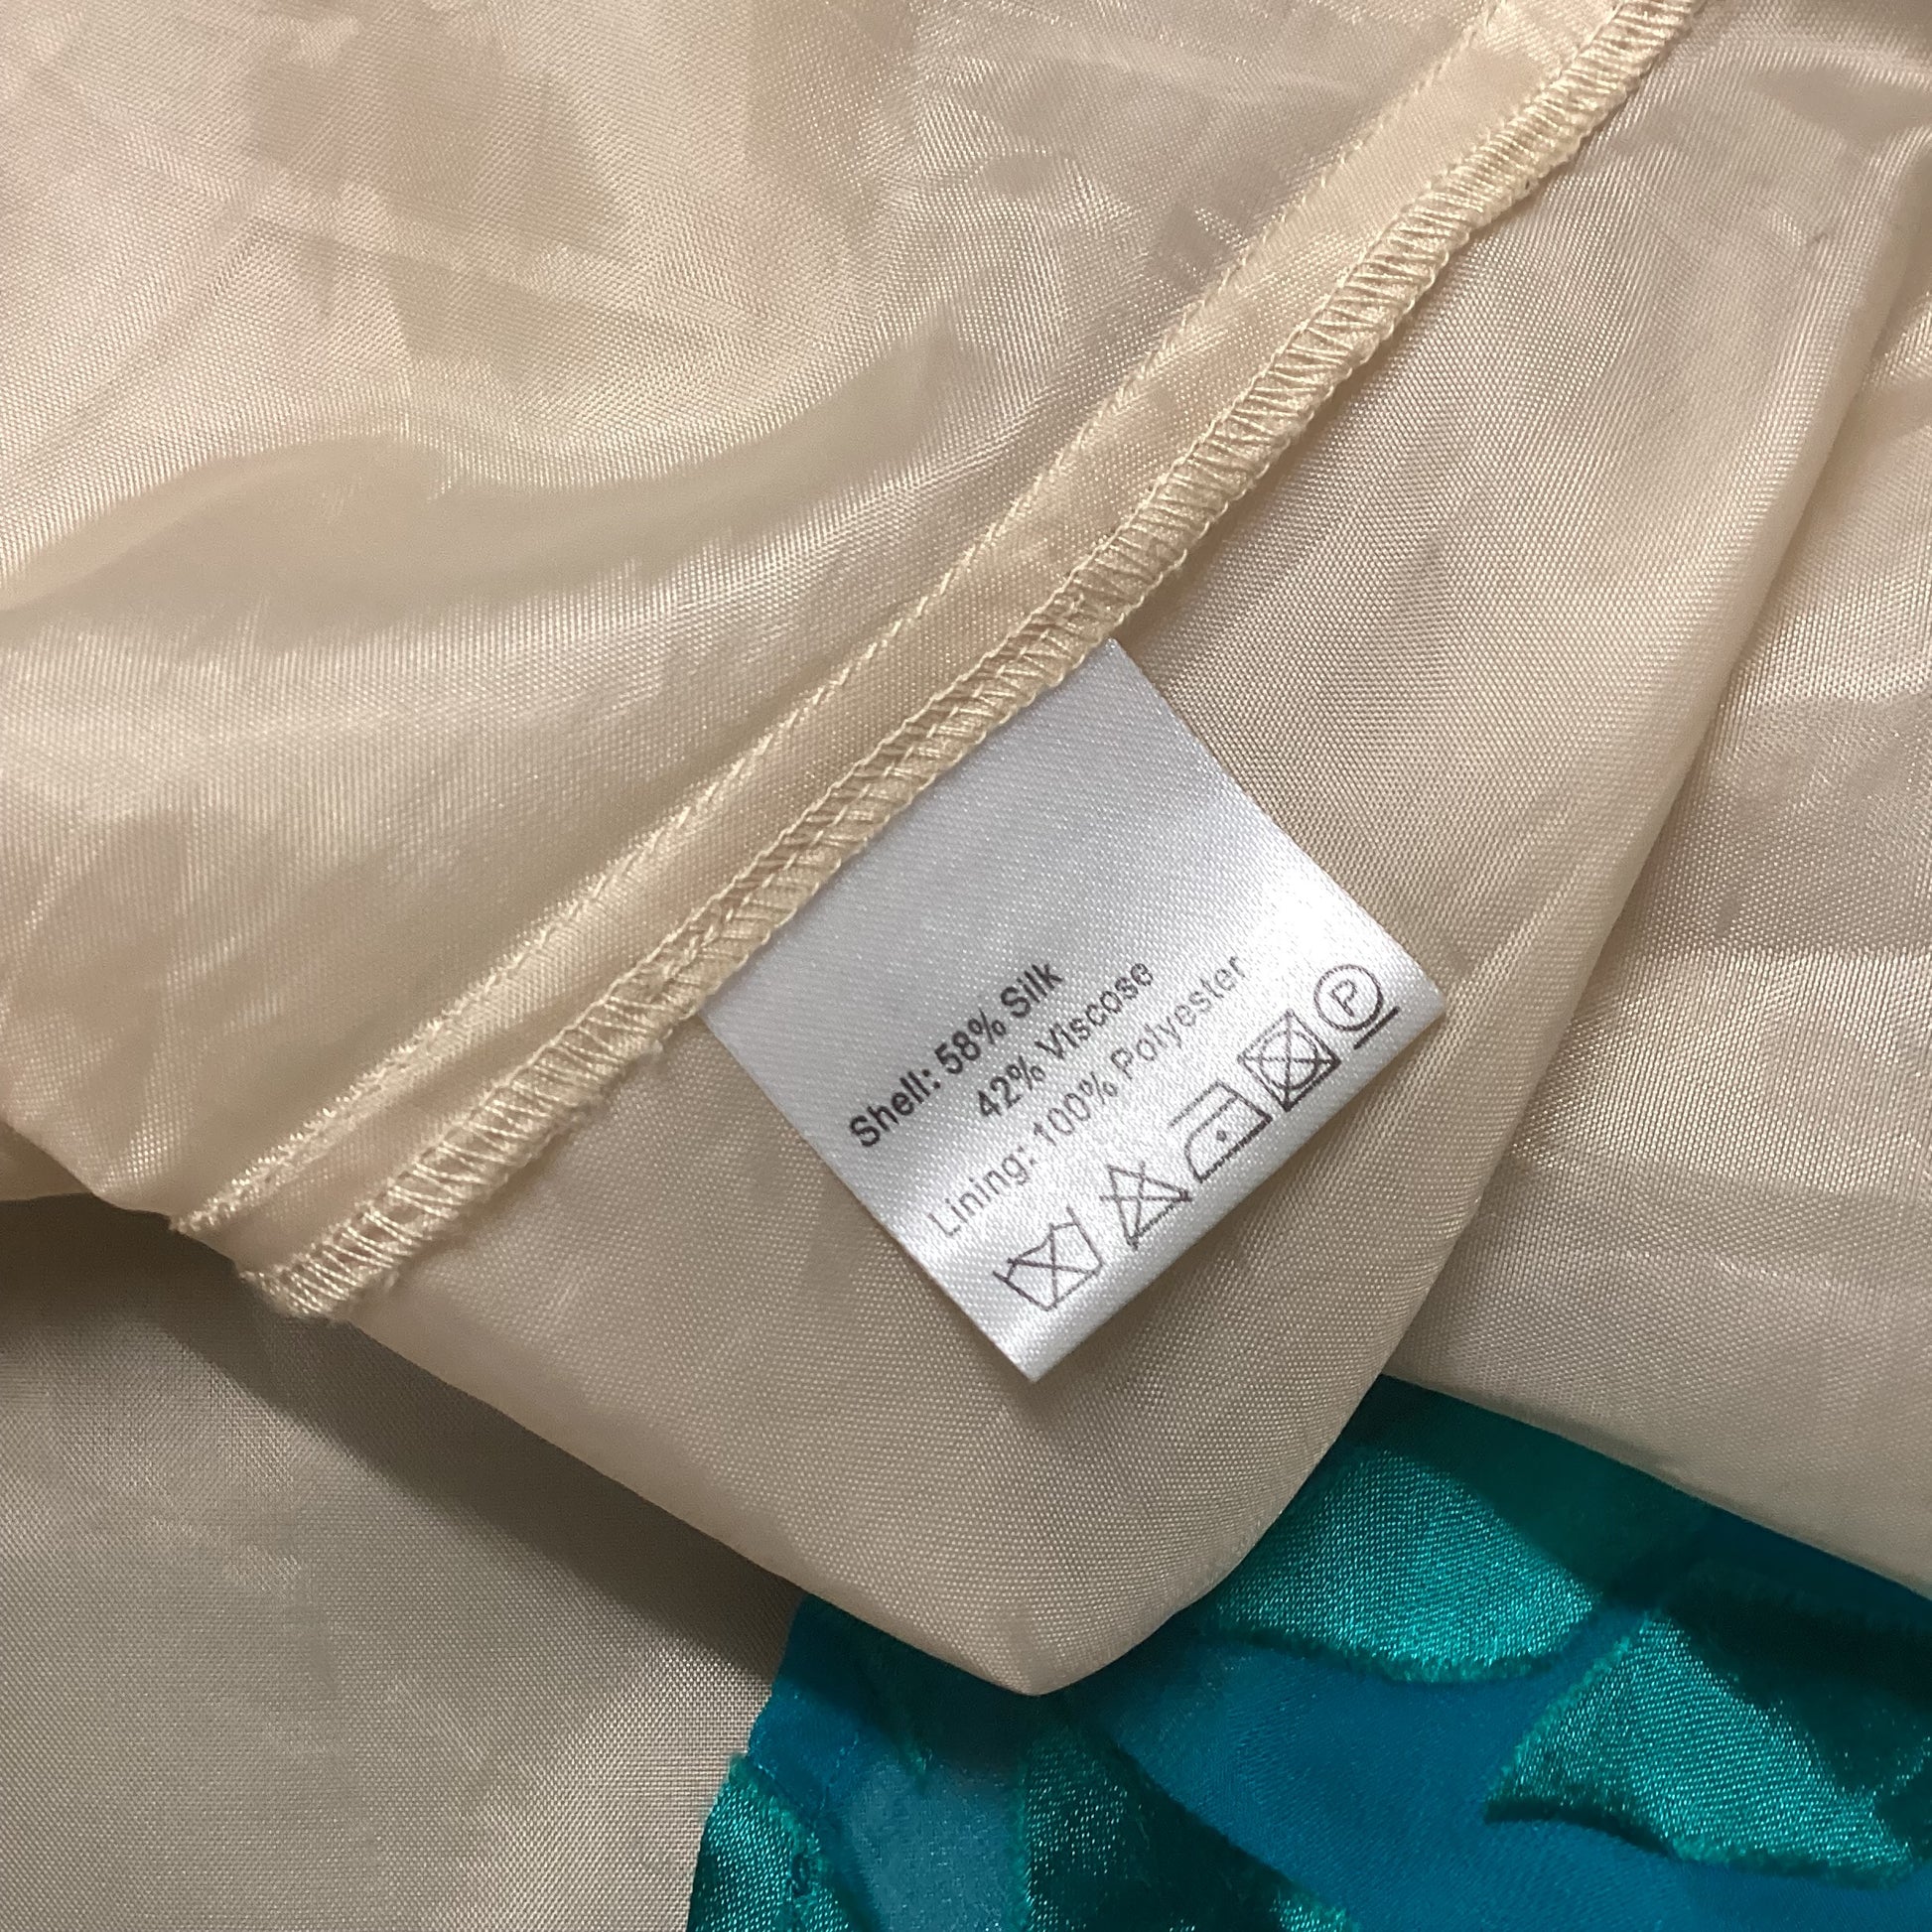 Shell: 58% Silk
42% Viscose
Lining: 100% Polyester
P